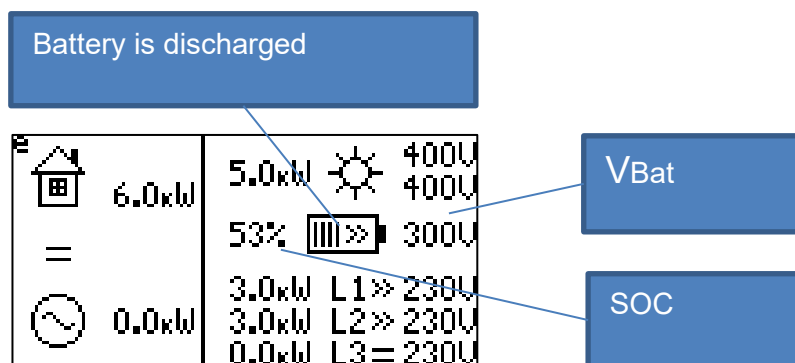 Battery is discharged
e
6.0kW
=
0.0kW
5.0kW 400V
400V
53% >> 300V
3.0kW L1 >> 230V
3.0kW L2 >> 230V
0.0kW L3 = 230V
VBat
SOC